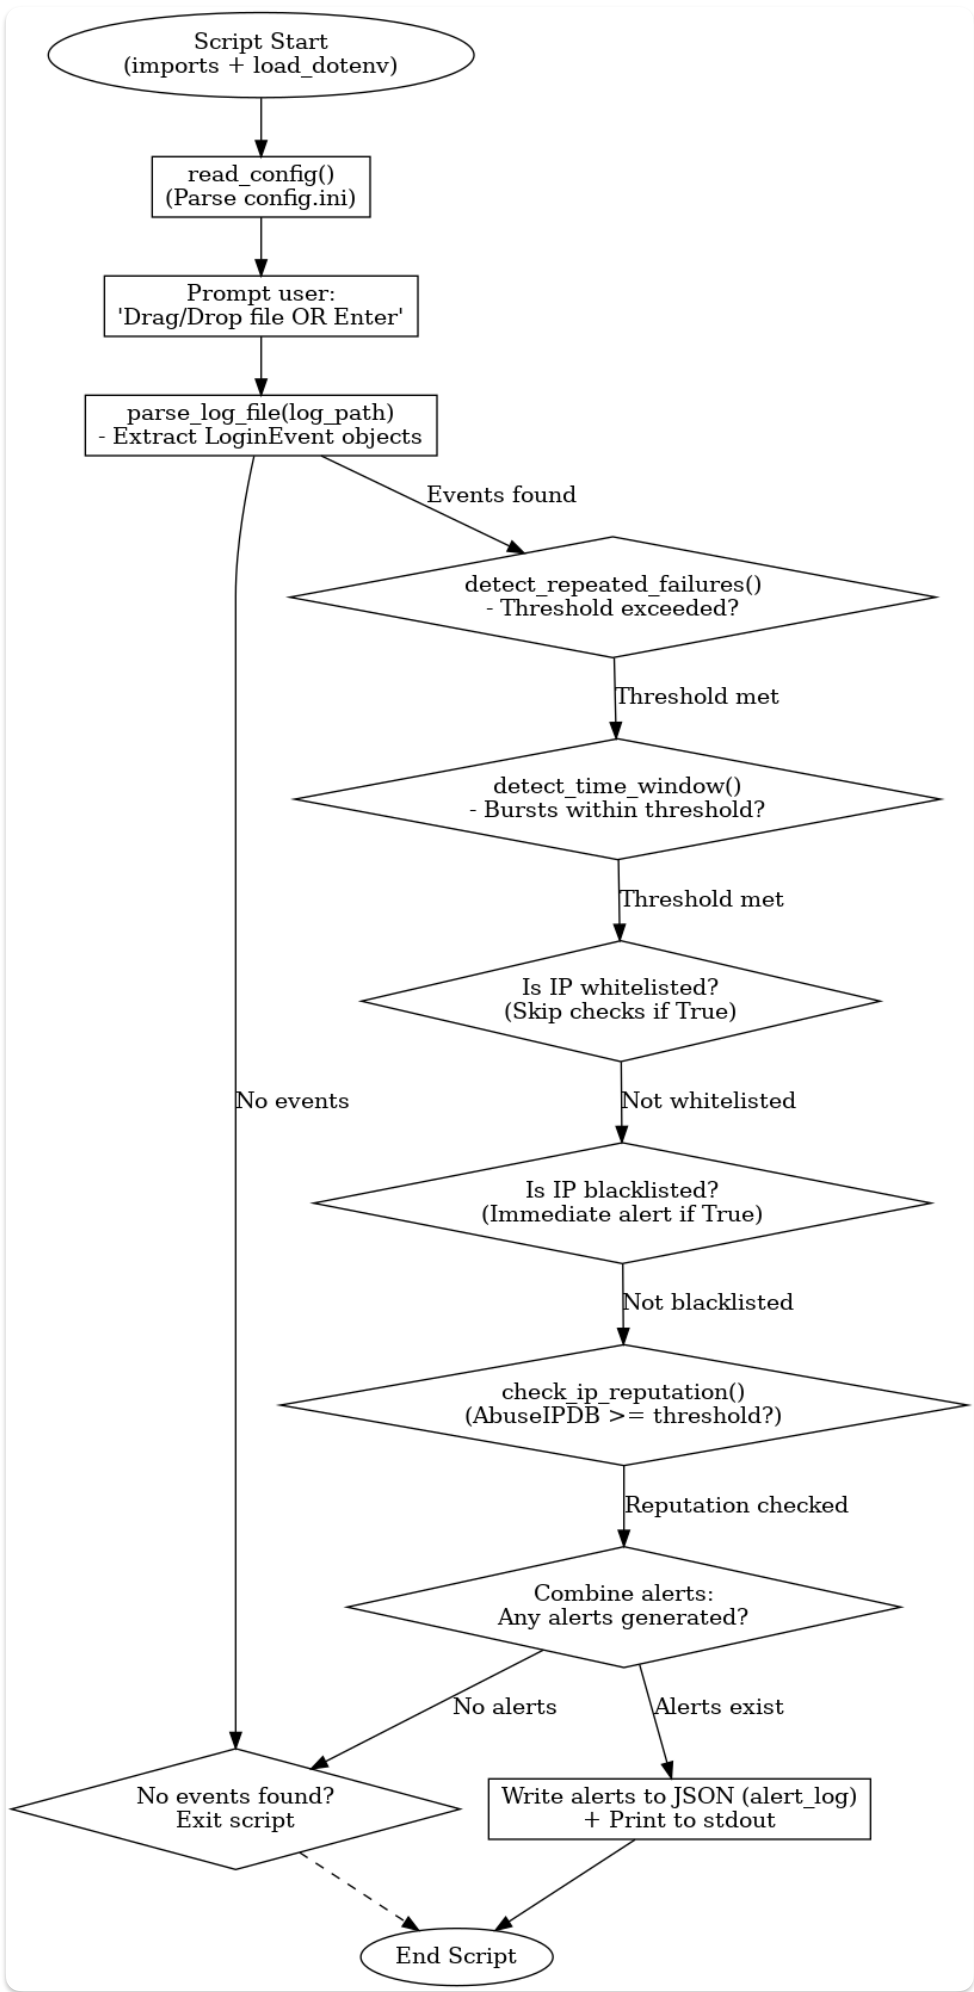 Script Start
(imports + load_dotenv)
read_config()
(Parse config.ini)
Prompt user:
'Drag/Drop file OR Enter'
parse_log_file(log_path)
- Extract LoginEvent objects
Events found
detect_repeated_failures()
- Threshold exceeded?
Threshold met
detect_time_window()
- Bursts within threshold?
Threshold met
Is IP whitelisted?
(Skip checks if True)
No events
Not whitelisted
Is IP blacklisted?
(Immediate alert if True)
Not blacklisted
check_ip_reputation()
(AbuseIPDB >= threshold?)
Reputation checked
Combine alerts:
Any alerts generated?
No alerts
Alerts exist
No events found?
Exit script
Write alerts to JSON (alert_log)
+ Print to stdout
End Script